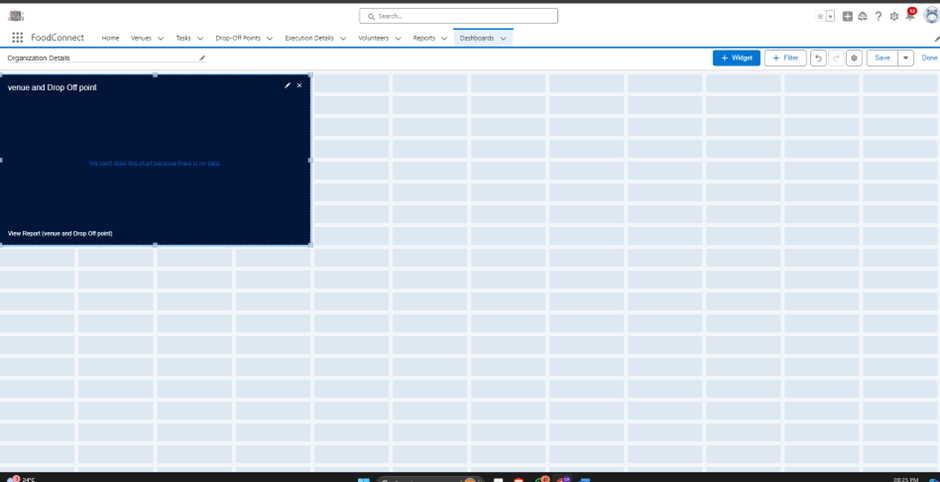 Search...
12
FoodConnect
Home Venues Tasks Drop-Off Points Execution Details Volunteers Reports Dashboards
Organization Details
+ Widget + Filter Save Done
venue and Drop Off point
We can't draw this chart because there is no data.
View Report (venue and Drop Off point)
24°C
09:25 PM